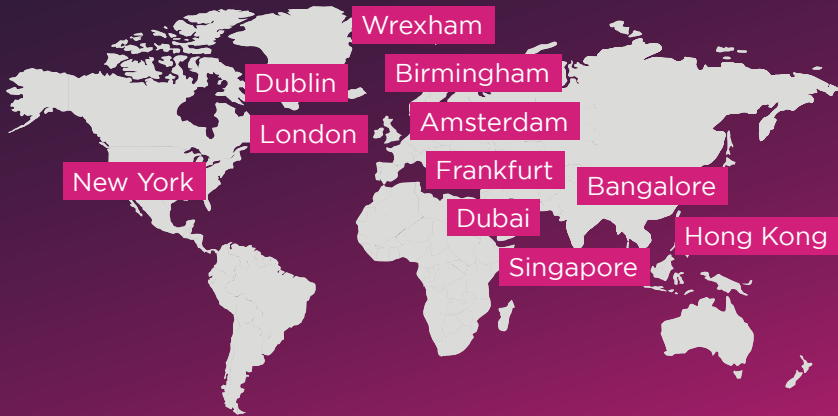 Wrexham
Birmingham
Dublin
Amsterdam
London
Frankfurt
New York
Bangalore
Dubai
Hong Kong
Singapore